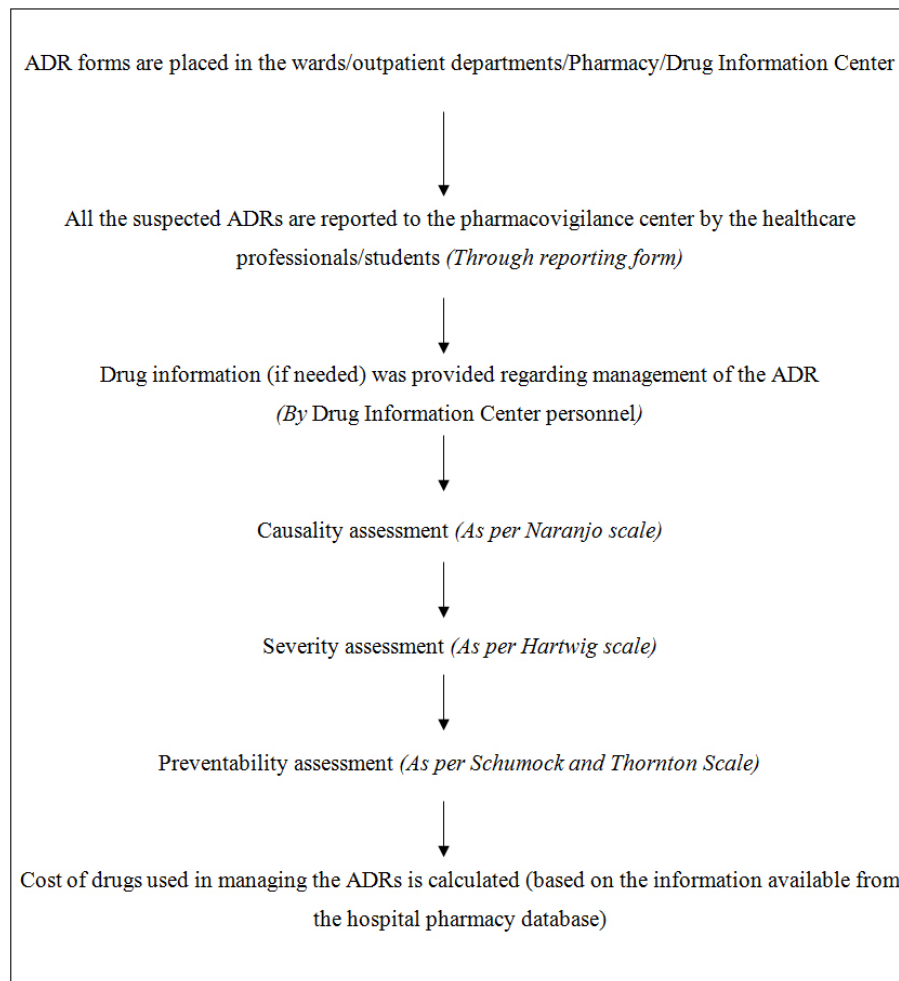 ADR forms are placed in the wards/outpatient departments/Pharmacy/Drug Information Center
All the suspected ADRs are reported to the pharmacovigilance center by the healthcare
professionals/students (Through reporting form)
Drug information (if needed) was provided regarding management of the ADR
(By Drug Information Center personnel)
Causality assessment (As per Naranjo scale)
Severity assessment (As per Hartwig scale)
Preventability assessment (As per Schumock and Thornton Scale)
Cost of drugs used in managing the ADRs is calculated (based on the information available from
the hospital pharmacy database)